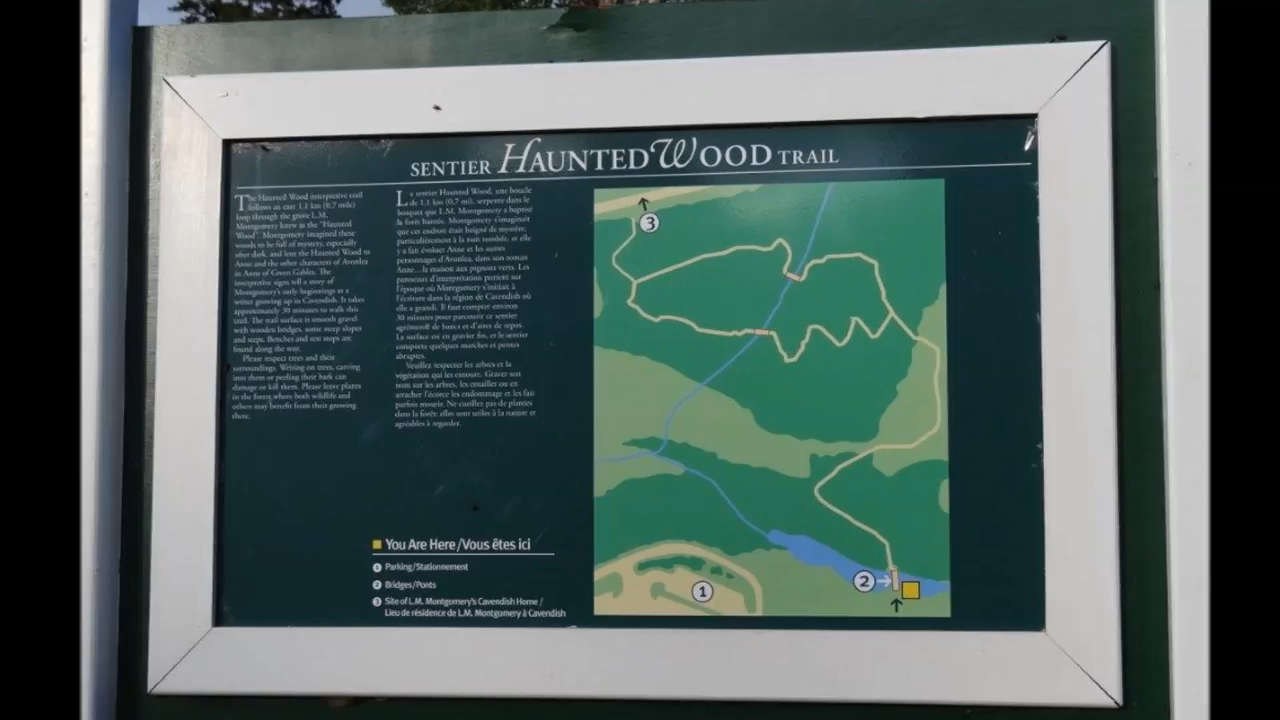 SENTIER HAUNTED WOOD TRAIL
The Haunted Wood interpretive trail
follows an easy 1.1 km (0.7 mile)
loop through the grove L.M.
Montgomery knew as the "Haunted
Wood". Montgomery imagined these
woods to be full of mystery, especially
after dark, and lent the Haunted Wood to
Anne and the other characters of Avonlea
in Anne of Green Gables. The
interpretive signs tell a story of
Montgomery's early beginnings as a
writer growing up in Cavendish. It takes
approximately 30 minutes to walk this
trail. The trail surface is smooth gravel
with wooden bridges, some steep slopes
and steps. Benches and rest stops are
found along the way.
Please respect trees and their
surroundings. Writing on trees, carving
into them or peeling their bark can
damage or kill them. Please leave plants
in the forest where both wildlife and
others may benefit from their growing
there.
Le sentier Haunted Wood, une boucle
de 1.1 km (0.7 mi), serpente dans le
bosquet que L.M. Montgomery a baptisé
la forêt hantée. Montgomery s'imaginait
que cet endroit était baigné de mystère,
particulièrement à la nuit tombée, et elle
y a fait évoluer Anne et les autres
personnages d'Avonlea, dans son roman
Anne... la maison aux pignons verts. Les
panneaux d'interprétation portent sur
l'époque où Montgomery s'initiait à
l'écriture dans la région de Cavendish où
elle a grandi. Il faut compter environ
30 minutes pour parcourir ce sentier
agrémenté de bancs et d'aires de repos.
La surface est en gravier fin, et le sentier
comporte quelques marches et pentes
abruptes.
Veuillez respecter les arbres et la
végétation qui les entoure. Graver son
nom sur les arbres, les entailler ou en
arracher l'écorce les endommage et les fait
parfois mourir. Ne cueillez pas de plantes
dans la forêt: elles sont utiles à la nature et
agréables à regarder.
You Are Here/Vous êtes ici
1 Parking/Stationnement
2 Bridges/Ponts
3 Site of L.M. Montgomery's Cavendish Home /
Lieu de résidence de L.M. Montgomery à Cavendish
3
2
1